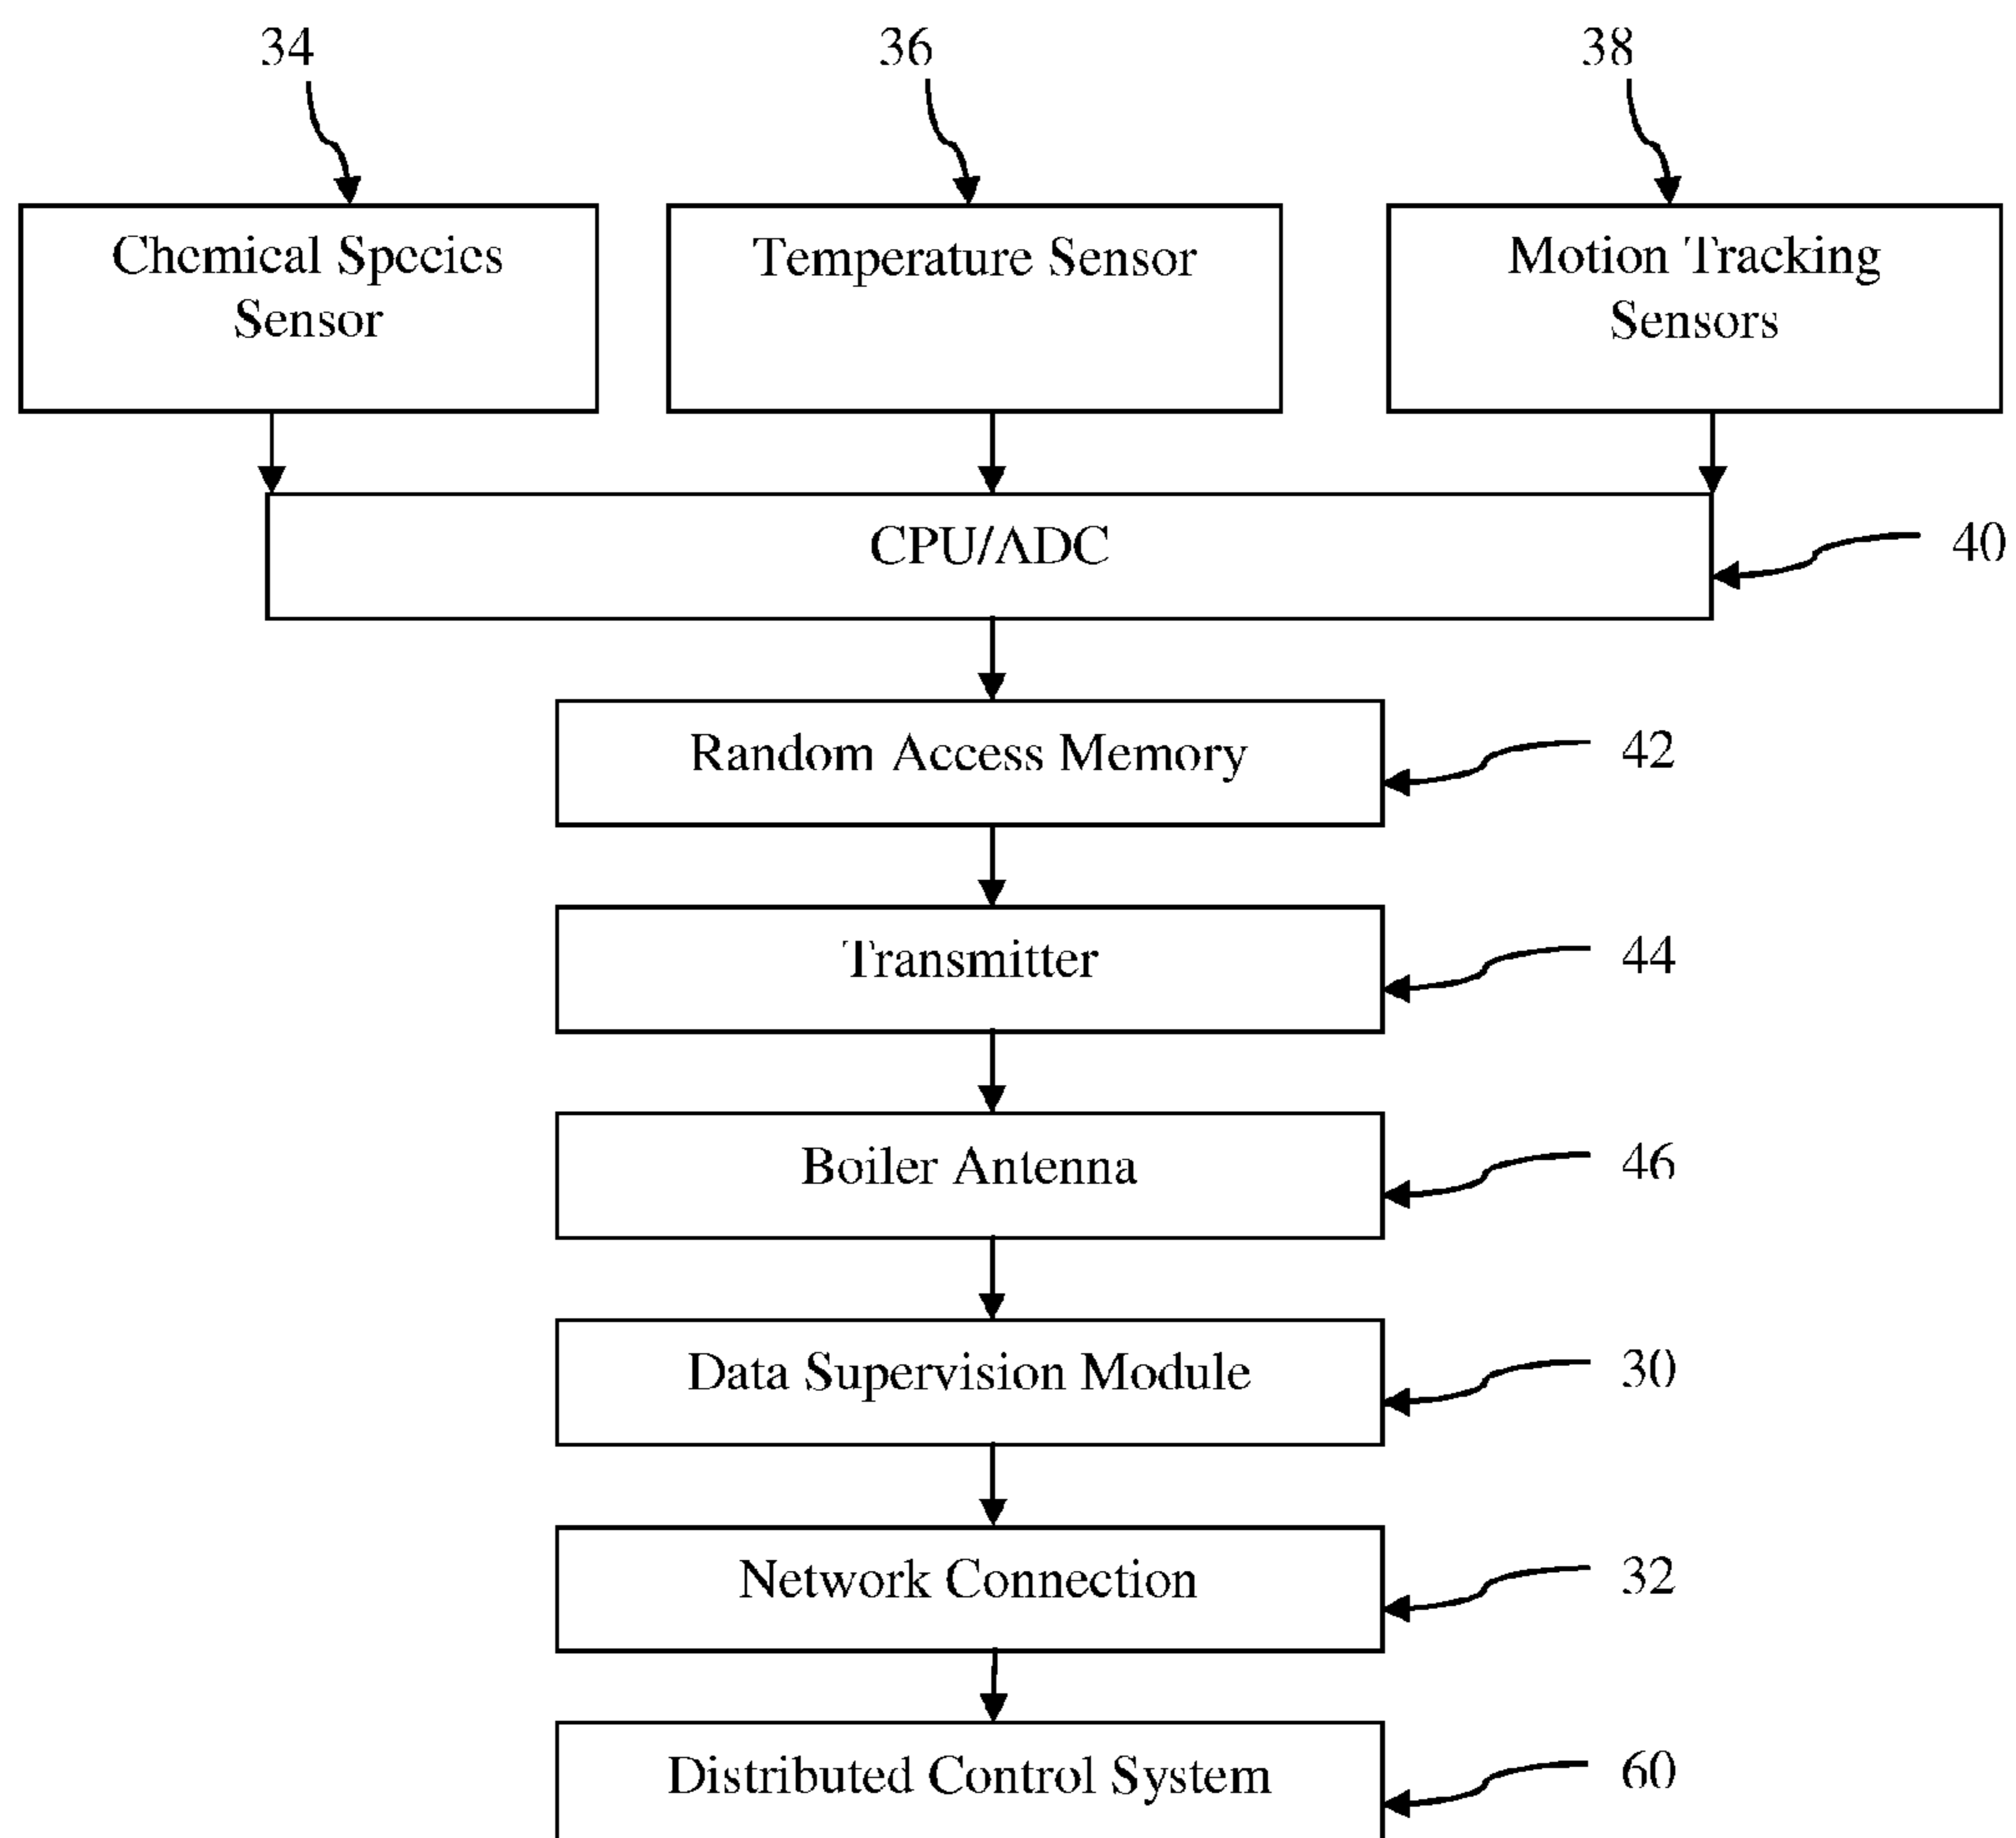 34
36
38
Chemical Species
Sensor
Temperature Sensor
Motion Tracking
Sensors
CPU/ADC
40
Random Access Memory
42
Transmitter
44
Boiler Antenna
46
Data Supervision Module
30
Network Connection
32
Distributed Control System
60